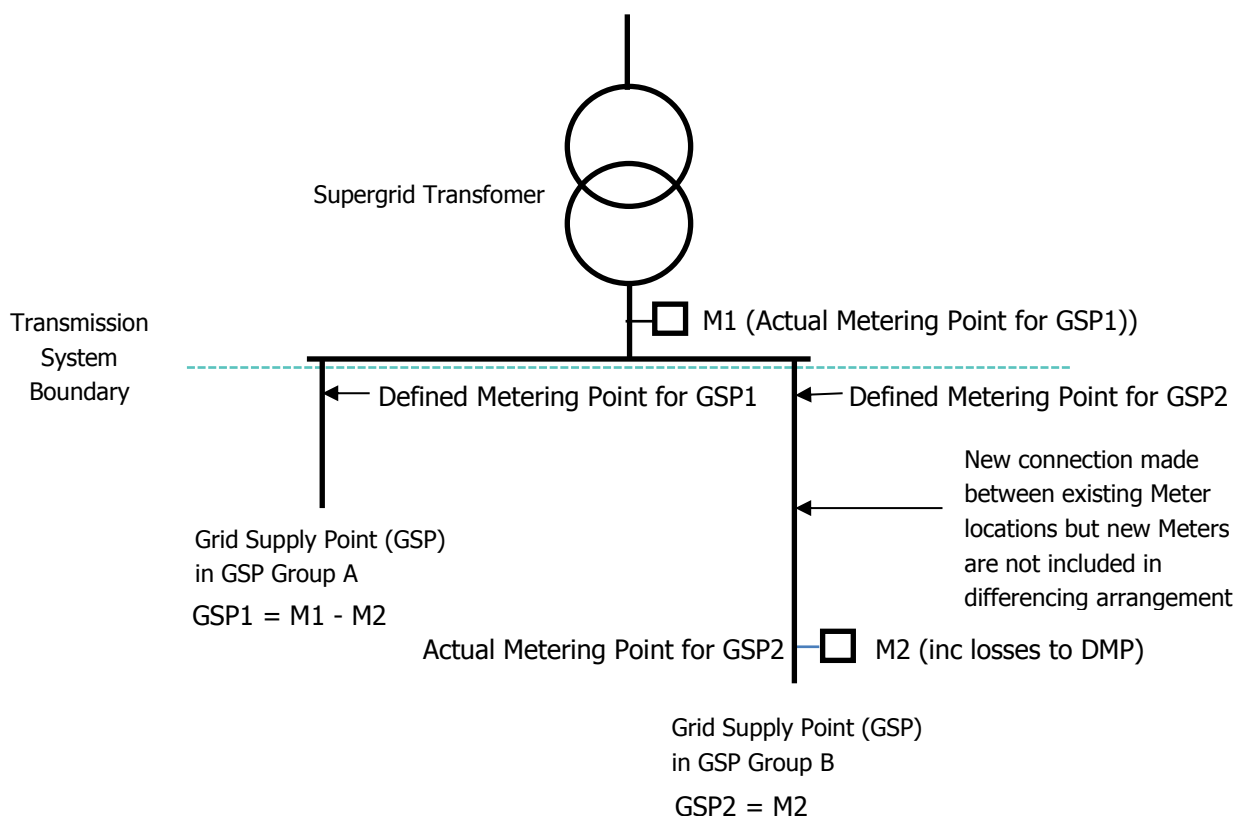 Supergrid Transfomer
M1 (Actual Metering Point for GSP1))
Transmission
System
Boundary
Defined Metering Point for GSP1
Defined Metering Point for GSP2
New connection made
between existing Meter
locations but new Meters
are not included in
differencing arrangement
Grid Supply Point (GSP)
in GSP Group A
GSP1 = M1 - M2
Actual Metering Point for GSP2
M2 (inc losses to DMP)
Grid Supply Point (GSP)
in GSP Group B
GSP2 = M2